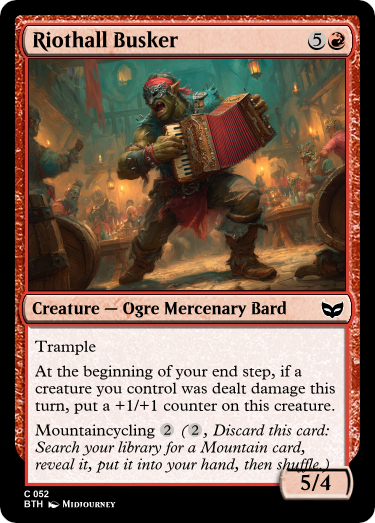 Riothall Busker 5
Creature — Ogre Mercenary Bard
Trample
At the beginning of your end step, if a
creature you control was dealt damage this
turn, put a +1/+1 counter on this creature.
Mountaincycling 2 (2, Discard this card:
Search your library for a Mountain card,
reveal it, put it into your hand, then shuffle.)
5/4
C 052
BTH Midjourney